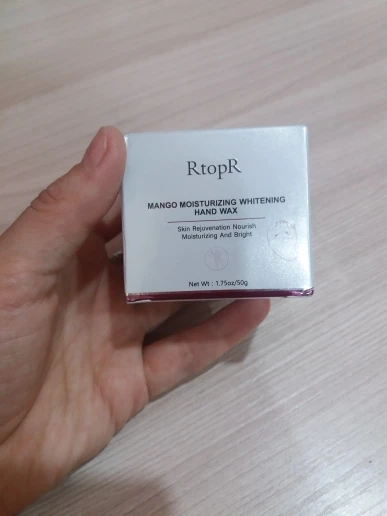 RtopR
MANGO MOISTURIZING WHITENING
HAND WAX
Skin Rejuvenation Nourish
Moisturizing And Bright
Net Wt : 1.75oz/50g